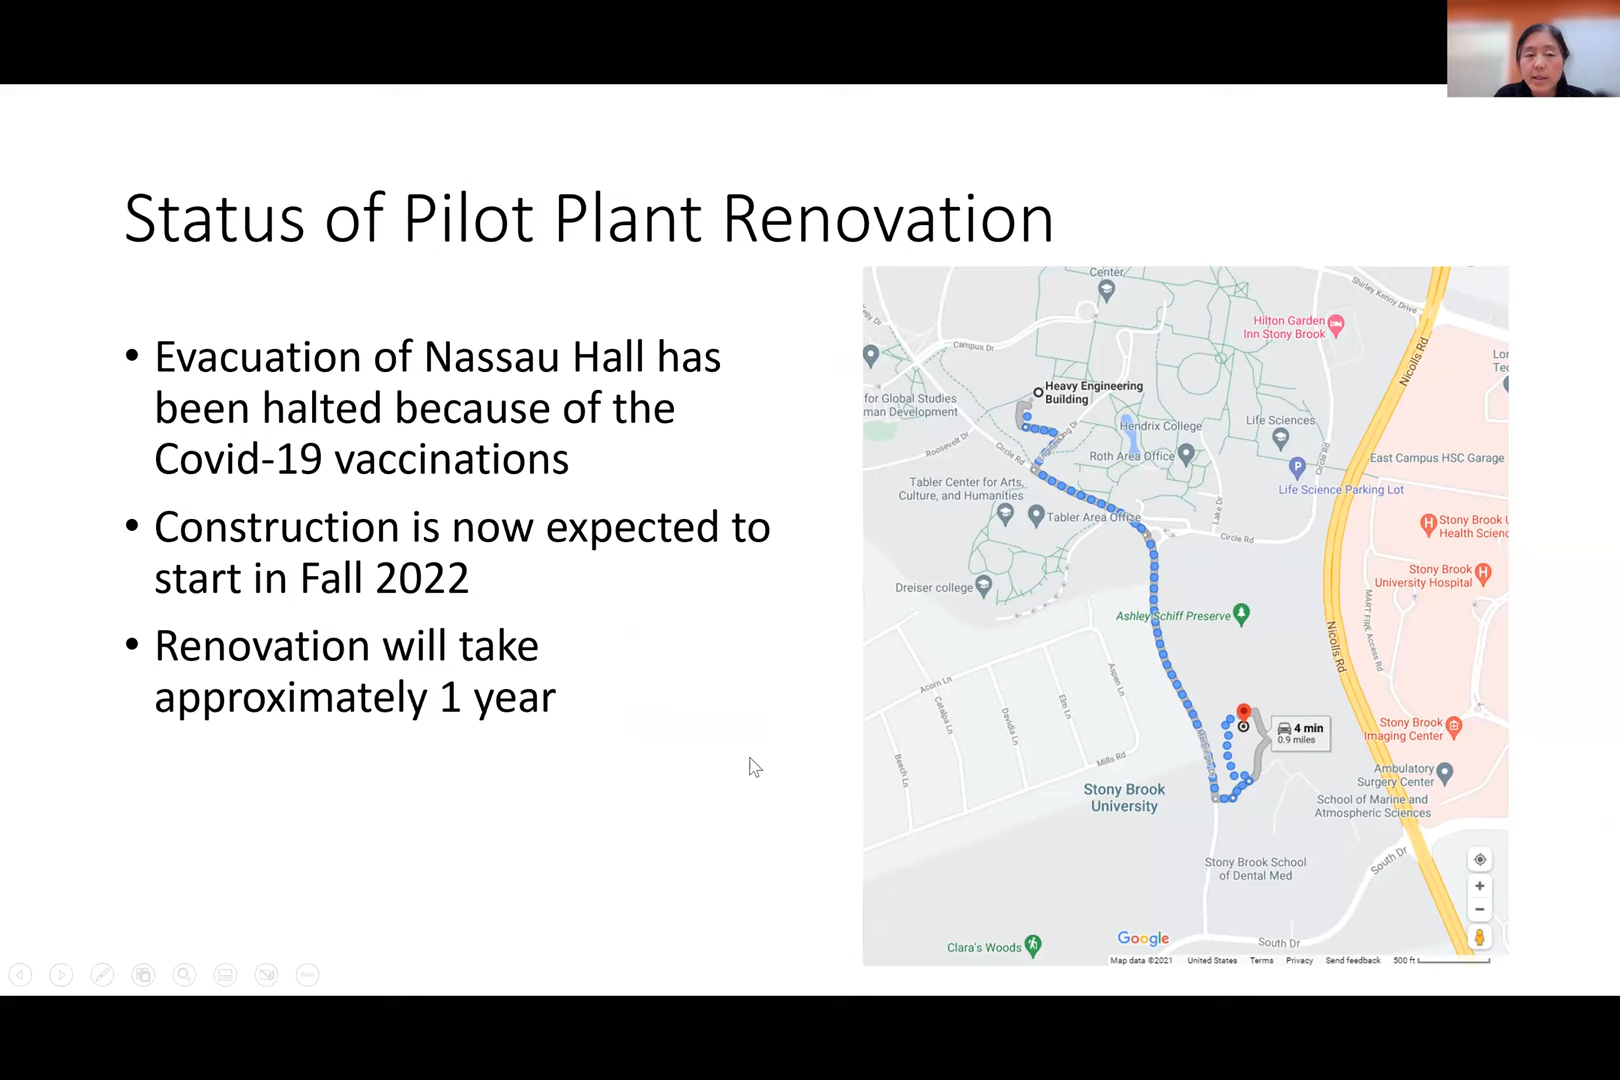 Status of Pilot Plant Renovation
• Evacuation of Nassau Hall has
been halted because of the
Covid-19 vaccinations
• Construction is now expected to
start in Fall 2022
• Renovation will take
approximately 1 year
Center
Shirley Kenny Drive
Hilton Garden
Inn Stony Brook
Nicolls Rd
Campus Dr
Heavy Engineering
Building
for Global Studies
man Development
Engineering Dr
Hendrix College
Life Sciences
Roosevelt Dr
Circle Rd
Roth Area Office
Circle Rd
East Campus HSC Garage
P
Life Science Parking Lot
Tabler Center for Arts,
Culture, and Humanities
Tabler Area Office
Lake Dr
Circle Rd
Stony Brook U
Health Scienc
H
Stony Brook
University Hospital
H
Dreiser college
MART FIRE Access Rd
Ashley Schiff Preserve
Nicolls Rd
Acorn Ln
Catalpa Ln
Davidia Ln
Elm Ln
Aspen Ln
Beech Ln
Mills Rd
4 min
0.9 miles
Stony Brook
Imaging Center
Stony Brook
University
Ambulatory
Surgery Center
School of Marine and
Atmospheric Sciences
South Dr
Stony Brook School
of Dental Med
Clara's Woods
Google
South Dr
Map data ©2021 United States Terms Privacy Send feedback 500 ft